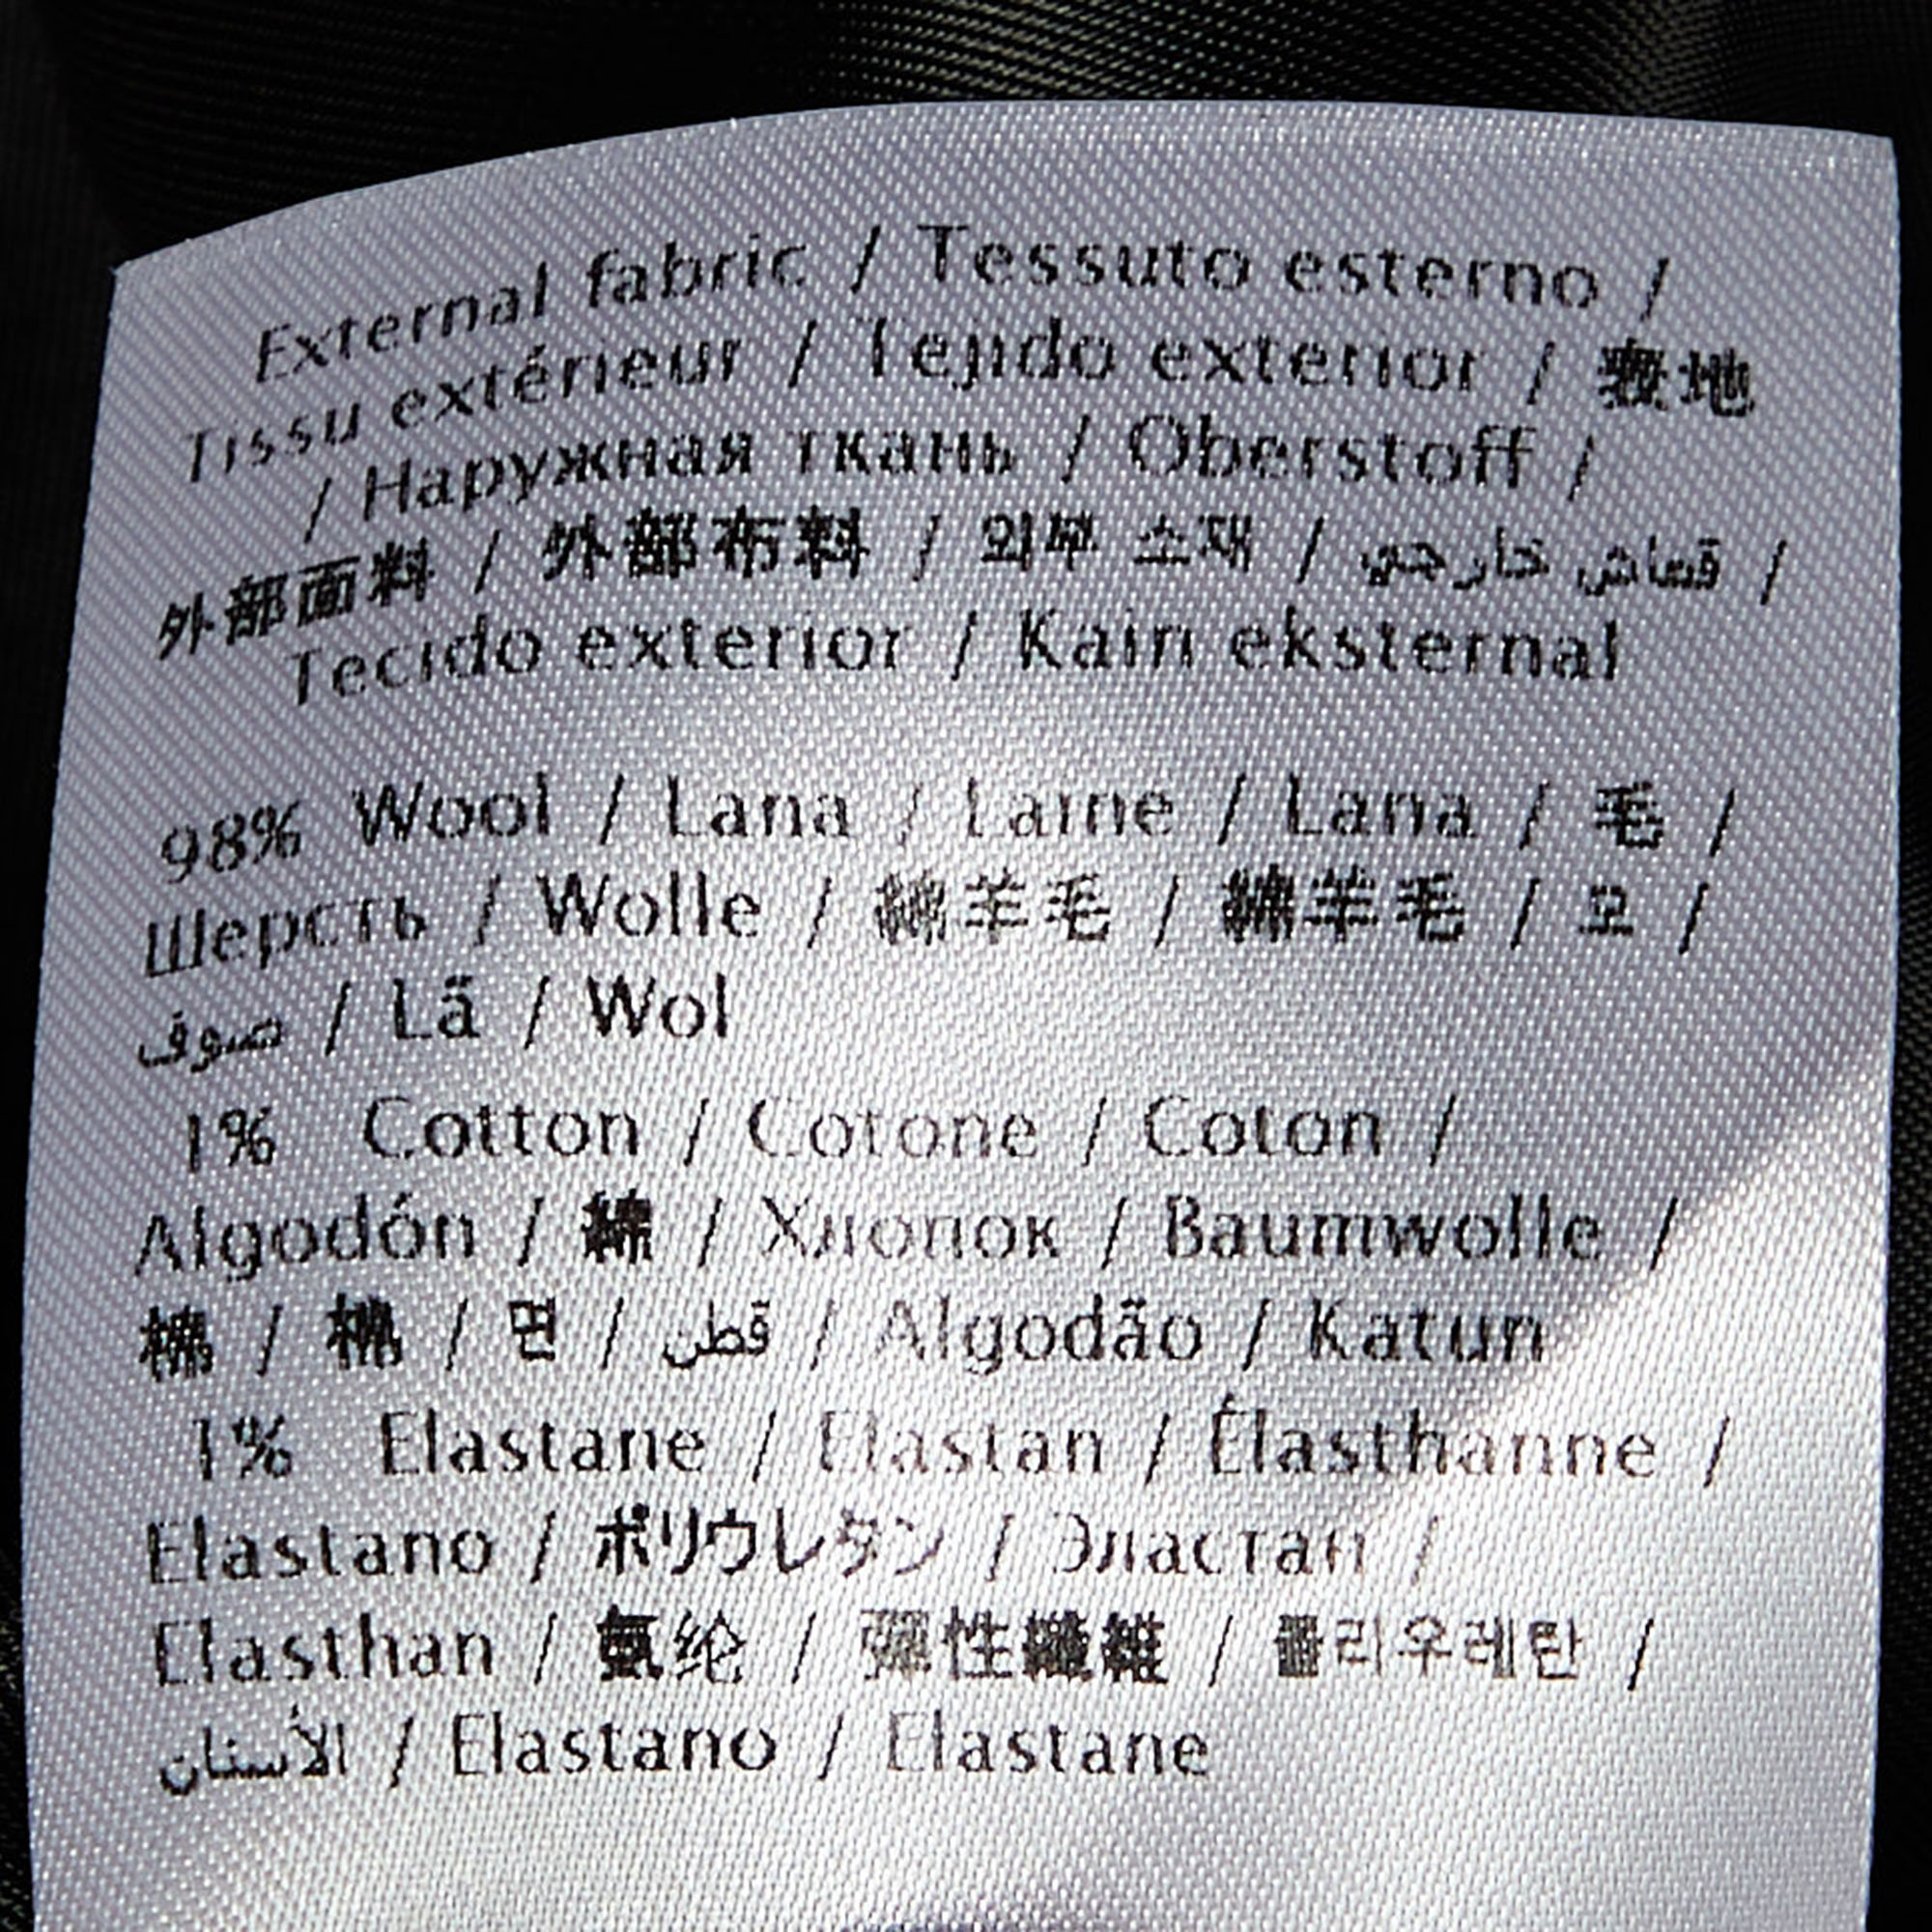 External fabric / Tessuto esterno /
Tissu extérieur / Tejido exterior / 表地
/ Наружная ткань / Oberstoff /
外部面料 / 外部布料 / 외부 소재 / قماش خارجي /
Tecido exterior / Kain eksternal
98% Wool / Lana / Laine / Lana / 毛 /
Шерсть / Wolle / 綿羊毛 / 綿羊毛 / 모 /
صوف / Lã / Wol
1% Cotton / Cotone / Coton /
Algodón / 綿 / Хлопок / Baumwolle /
棉 / 棉 / 면 / قطن / Algodão / Katun
1% Elastane / Elastan / Élasthanne /
Elastano / ポリウレタン / Эластан /
Elasthan / 氨纶 / 彈性纖維 / 폴리우레탄 /
الأستان / Elastano / Elastane